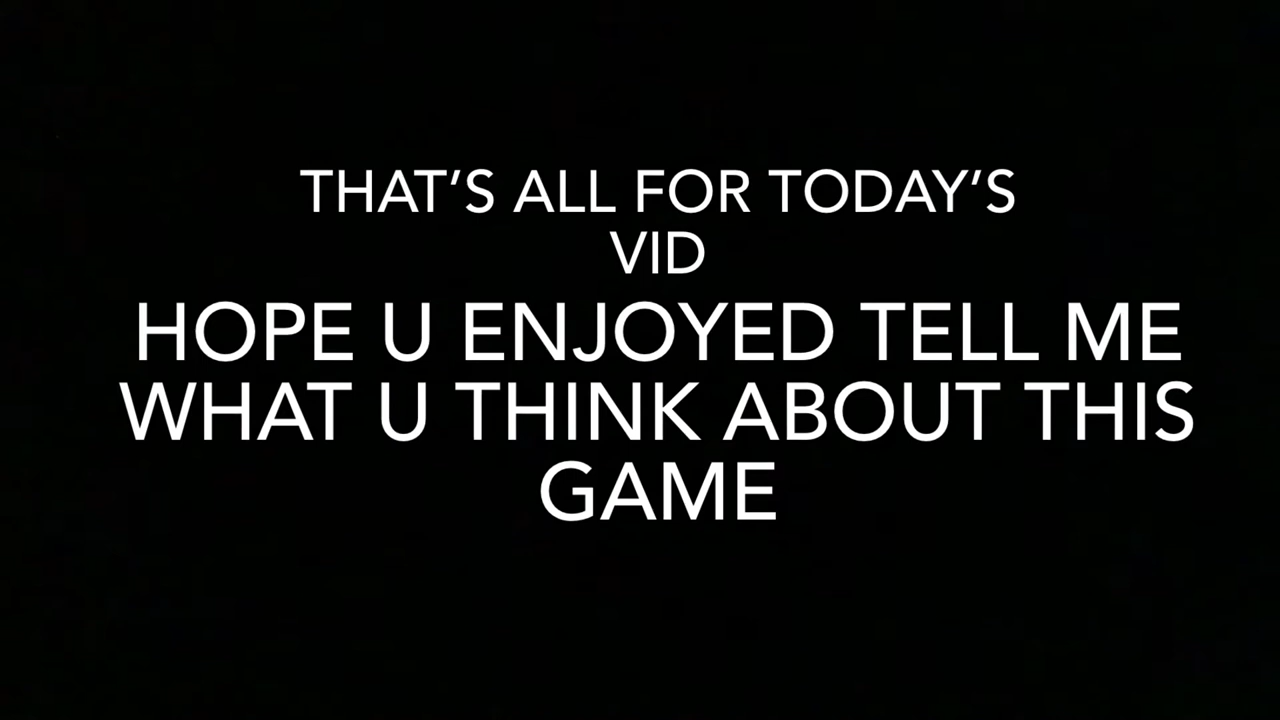 THAT’S ALL FOR TODAY’S
VID
HOPE U ENJOYED TELL ME
WHAT U THINK ABOUT THIS
GAME